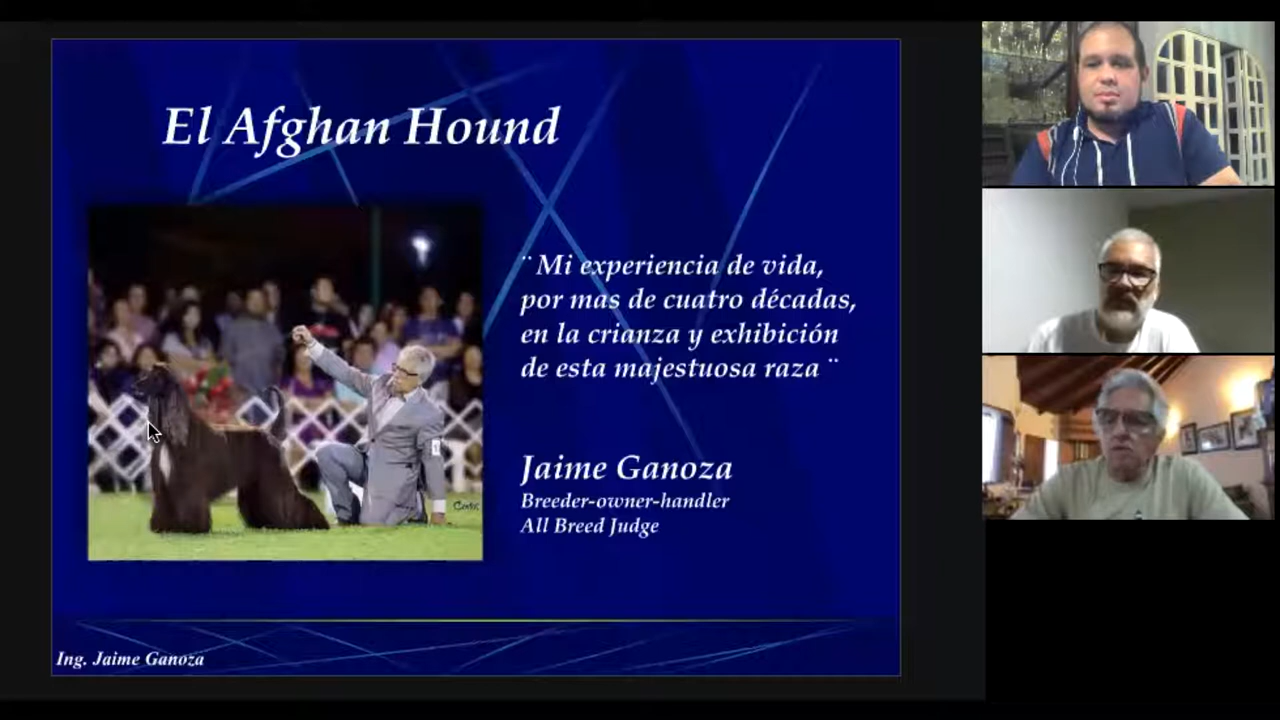 El Afghan Hound
¨ Mi experiencia de vida,
por mas de cuatro décadas,
en la crianza y exhibición
de esta majestuosa raza ¨
Jaime Ganoza
Breeder-owner-handler
All Breed Judge
Ing. Jaime Ganoza